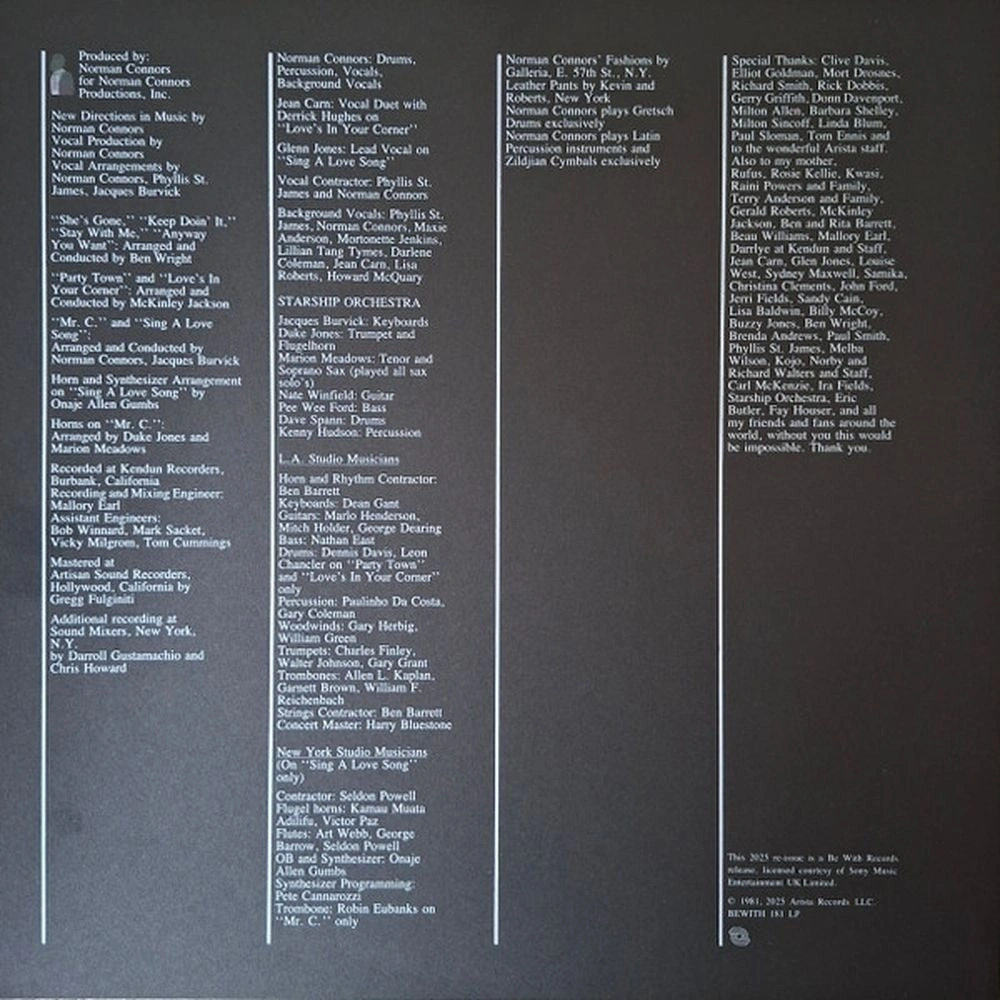 Produced by:
Norman Connors
for Norman Connors
Productions, Inc.
New Directions in Music by
Norman Connors
Vocal Production by
Norman Connors
Vocal Arrangements by
Norman Connors, Phyllis St.
James, Jacques Burvick
"She's Gone," "Keep Doin' It,"
"Stay With Me," "Anyway
You Want": Arranged and
Conducted by Ben Wright
"Party Town" and "Love's In
Your Corner": Arranged and
Conducted by McKinley Jackson
"Mr. C." and "Sing A Love
Song":
Arranged and Conducted by
Norman Connors, Jacques Burvick
Horn and Synthesizer Arrangement
on "Sing A Love Song" by
Onaje Allen Gumbs
Horns on "Mr. C.":
Arranged by Duke Jones and
Marion Meadows
Recorded at Kendun Recorders,
Burbank, California
Recording and Mixing Engineer:
Mallory Earl
Assistant Engineers:
Bob Winnard, Mark Sacket,
Vicky Milgrom, Tom Cummings
Mastered at
Artisan Sound Recorders,
Hollywood, California by
Gregg Fulginiti
Additional recording at
Sound Mixers, New York,
N.Y.
by Darroll Gustamachio and
Chris Howard
Norman Connors: Drums,
Percussion, Vocals,
Background Vocals
Jean Carn: Vocal Duet with
Derrick Hughes on
"Love's In Your Corner"
Glenn Jones: Lead Vocal on
"Sing A Love Song"
Vocal Contractor: Phyllis St.
James and Norman Connors
Background Vocals: Phyllis St.
James, Norman Connors, Maxie
Anderson, Mortonette Jenkins,
Lillian Tang Tymes, Darlene
Coleman, Jean Carn, Lisa
Roberts, Howard McQuary
STARSHIP ORCHESTRA
Jacques Burvick: Keyboards
Duke Jones: Trumpet and
Flugelhorn
Marion Meadows: Tenor and
Soprano Sax (played all sax
solo's)
Nate Winfield: Guitar
Pee Wee Ford: Bass
Dave Spann: Drums
Kenny Hudson: Percussion
L.A. Studio Musicians
Horn and Rhythm Contractor:
Ben Barrett
Keyboards: Dean Gant
Guitars: Marlo Henderson,
Mitch Holder, George Dearing
Bass: Nathan East
Drums: Dennis Davis, Leon
Chancler on "Party Town"
and "Love's In Your Corner"
only
Percussion: Paulinho Da Costa,
Gary Coleman
Woodwinds: Gary Herbig,
William Green
Trumpets: Charles Finley,
Walter Johnson, Gary Grant
Trombones: Allen L. Kaplan,
Garnett Brown, William F.
Reichenbach
Strings Contractor: Ben Barrett
Concert Master: Harry Bluestone
New York Studio Musicians
(On "Sing A Love Song"
only)
Contractor: Seldon Powell
Flugel horns: Kamau Muata
Adilifu, Victor Paz
Flutes: Art Webb, George
Barrow, Seldon Powell
OB and Synthesizer: Onaje
Allen Gumbs
Synthesizer Programming:
Pete Cannarozzi
Trombone: Robin Eubanks on
"Mr. C." only
Norman Connors' Fashions by
Galleria, E. 57th St., N.Y.
Leather Pants by Kevin and
Roberts, New York
Norman Connors plays Gretsch
Drums exclusively
Norman Connors plays Latin
Percussion instruments and
Zildjian Cymbals exclusively
Special Thanks: Clive Davis,
Elliot Goldman, Mort Drosnes,
Richard Smith, Rick Dobbis,
Gerry Griffith, Donn Davenport,
Milton Allen, Barbara Shelley,
Milton Sincoff, Linda Blum,
Paul Sloman, Tom Ennis and
to the wonderful Arista staff.
Also to my mother,
Rufus, Rosie Kellie, Kwasi,
Raini Powers and Family,
Terry Anderson and Family,
Gerald Roberts, McKinley
Jackson, Ben and Rita Barrett,
Beau Williams, Mallory Earl,
Darrlye at Kendun and Staff,
Jean Carn, Glen Jones, Louise
West, Sydney Maxwell, Samika,
Christina Clements, John Ford,
Jerri Fields, Sandy Cain,
Lisa Baldwin, Billy McCoy,
Buzzy Jones, Ben Wright,
Brenda Andrews, Paul Smith,
Phyllis St. James, Melba
Wilson, Kojo, Norby and
Richard Walters and Staff,
Carl McKenzie, Ira Fields,
Starship Orchestra, Eric
Butler, Fay Houser, and all
my friends and fans around the
world, without you this would
be impossible. Thank you.
This 2025 re-issue is a Be With Records
release, licensed courtesy of Sony Music
Entertainment UK Limited.
© 1981, 2025 Arista Records LLC.
BEWITH 181 LP